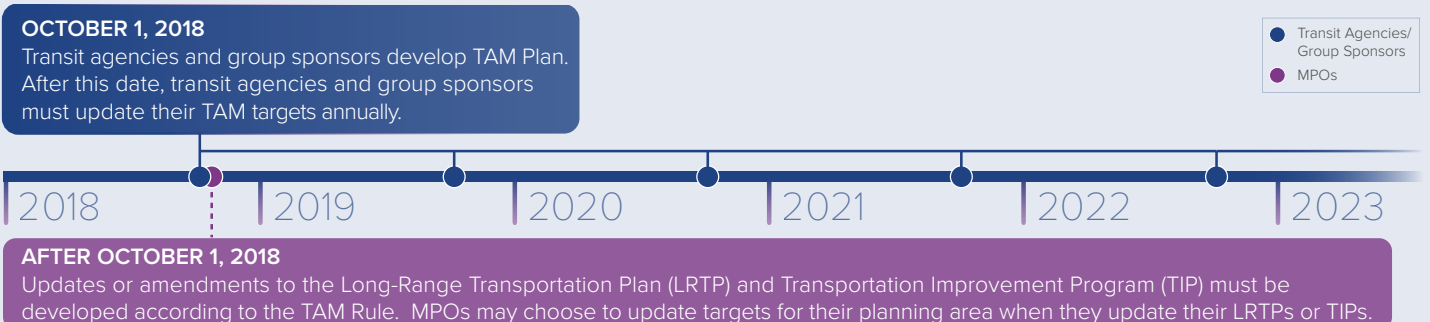 OCTOBER 1, 2018
Transit agencies and group sponsors develop TAM Plan.
After this date, transit agencies and group sponsors
must update their TAM targets annually.
Transit Agencies/
Group Sponsors
MPOs
2018
2019
2020
2021
2022
2023
AFTER OCTOBER 1, 2018
Updates or amendments to the Long-Range Transportation Plan (LRTP) and Transportation Improvement Program (TIP) must be
developed according to the TAM Rule.  MPOs may choose to update targets for their planning area when they update their LRTPs or TIPs.